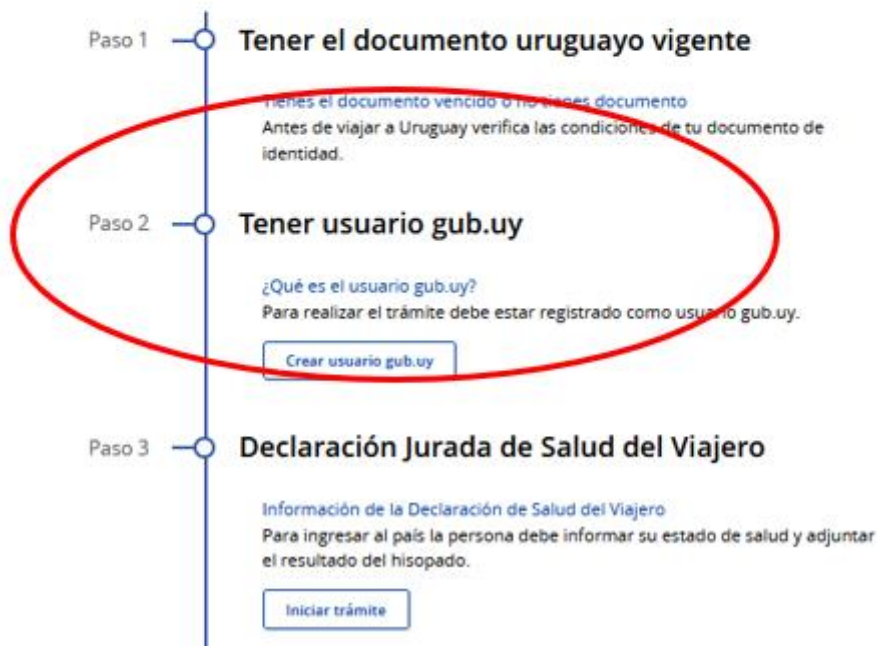 Paso 1
Tener el documento uruguayo vigente
Tienes el documento vencido o no tienes documento
Antes de viajar a Uruguay verifica las condiciones de tu documento de
identidad.
Paso 2
Tener usuario gub.uy
¿Qué es el usuario gub.uy?
Para realizar el trámite debe estar registrado como usuario gub.uy.
Crear usuario gub.uy
Paso 3
Declaración Jurada de Salud del Viajero
Información de la Declaración de Salud del Viajero
Para ingresar al país la persona debe informar su estado de salud y adjuntar
el resultado del hisopado.
Iniciar trámite